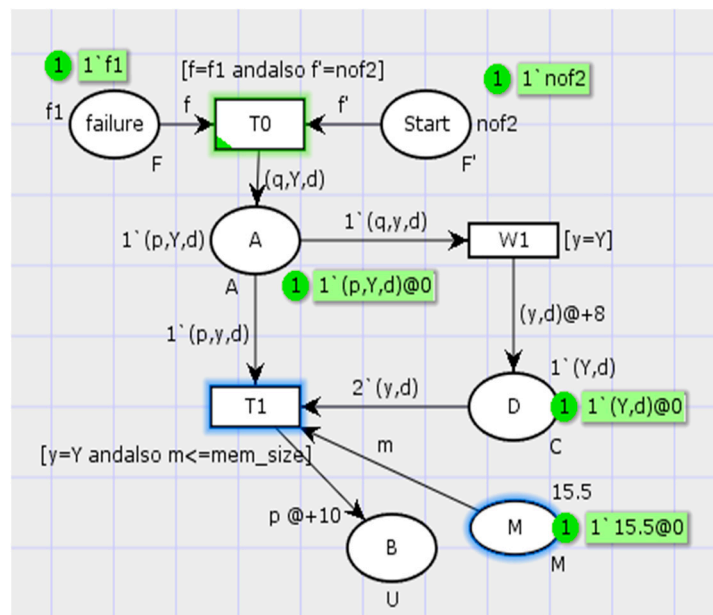 1 1`f1
[f=f1 andalso f'=nof2]
1 1`nof2
f1 failure f T0 f' Start nof2
F F'
(q,Y,d)
1`(p,Y,d) A 1`(q,y,d) W1 [y=Y]
A 1 1`(p,Y,d)@0
(y,d)@+8
1`(p,y,d)
1`(Y,d)
T1 2`(y,d) D 1 1`(Y,d)@0
C
m
[y=Y andalso m<=mem_size]
15.5
p @+10 M 1 1`15.5@0
B M
U